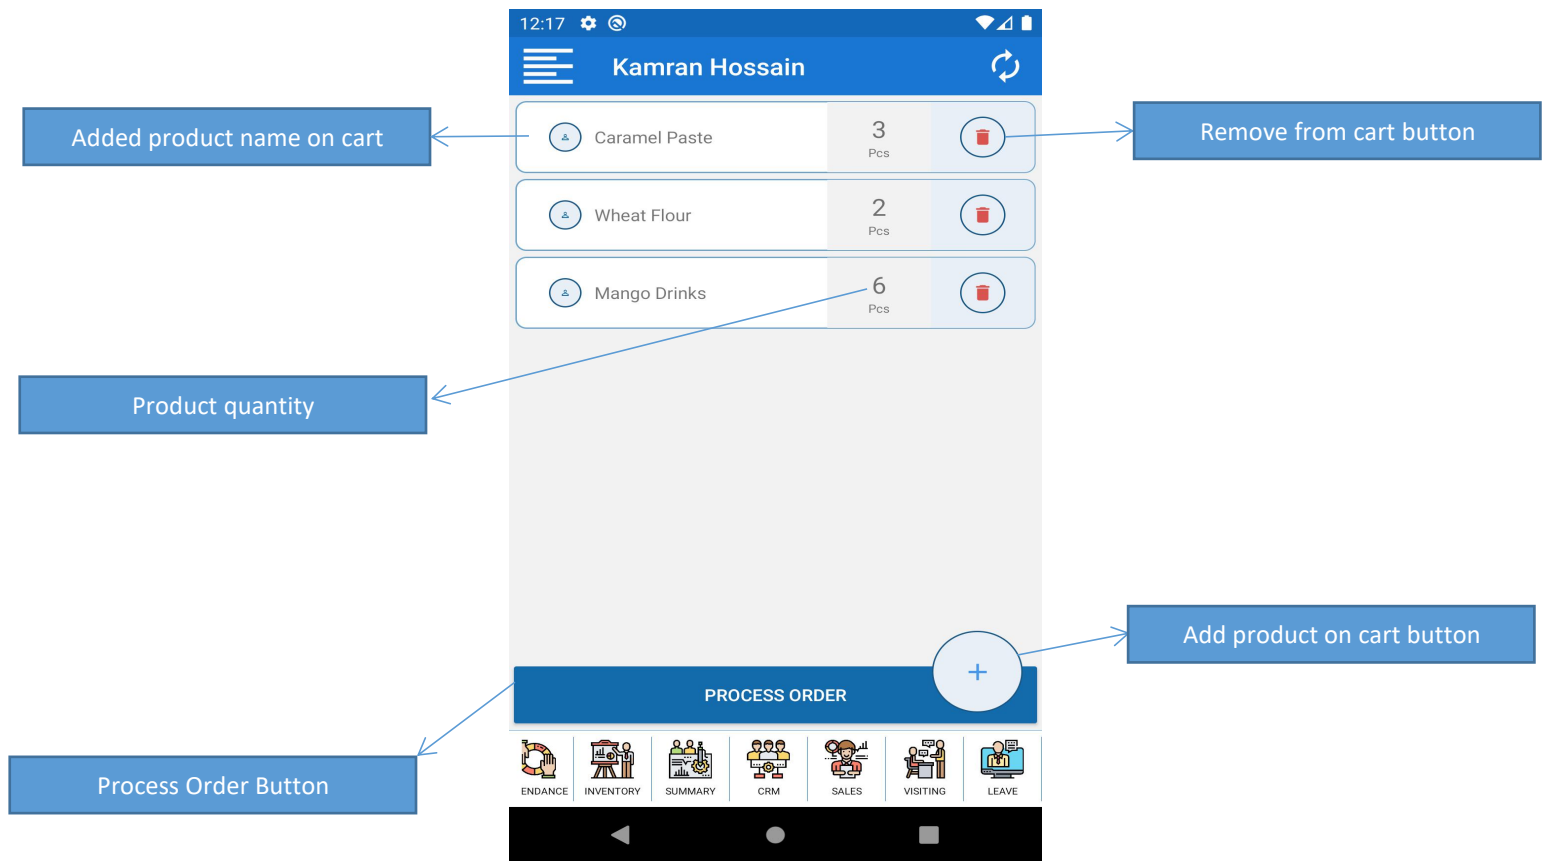 12:17
Kamran Hossain
Added product name on cart
Caramel Paste
3
Pcs
Remove from cart button
Wheat Flour
2
Pcs
Mango Drinks
6
Pcs
Product quantity
Add product on cart button
+
PROCESS ORDER
Process Order Button
ENDANCE
INVENTORY
SUMMARY
CRM
SALES
VISITING
LEAVE